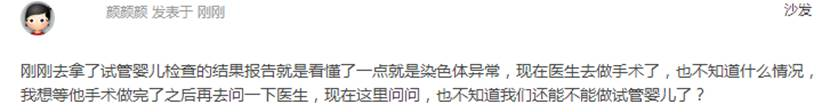 颜颜颜 发表于 刚刚 沙发
刚刚去拿了试管婴儿检查的结果报告就是看懂了一点就是染色体异常，现在医生去做手术了，也不知道什么情况，
我想等他手术做完了之后再去问一下医生，现在这里问问，也不知道我们还能不能做试管婴儿了？